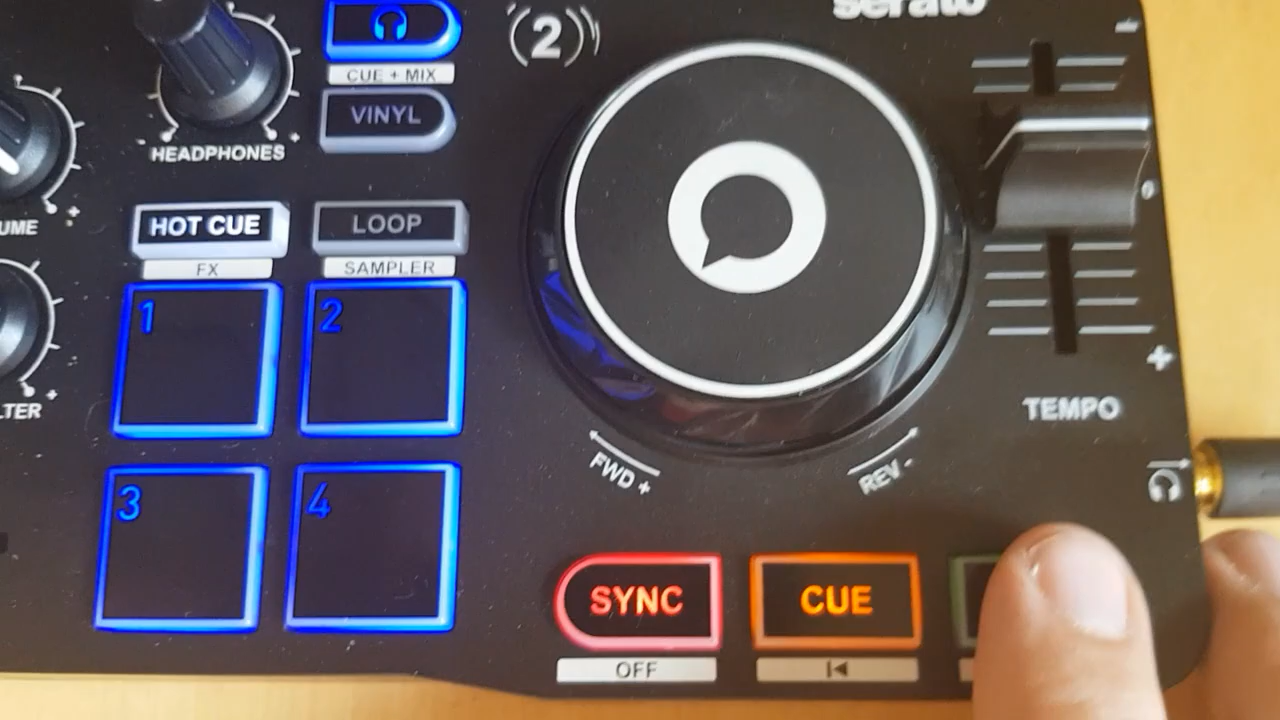 serato
2
CUE + MIX
VINYL
HEADPHONES
UME
HOT CUE
LOOP
FX
SAMPLER
1
2
0
LTER
TEMPO
FWD +
REV -
3
4
SYNC
CUE
OFF